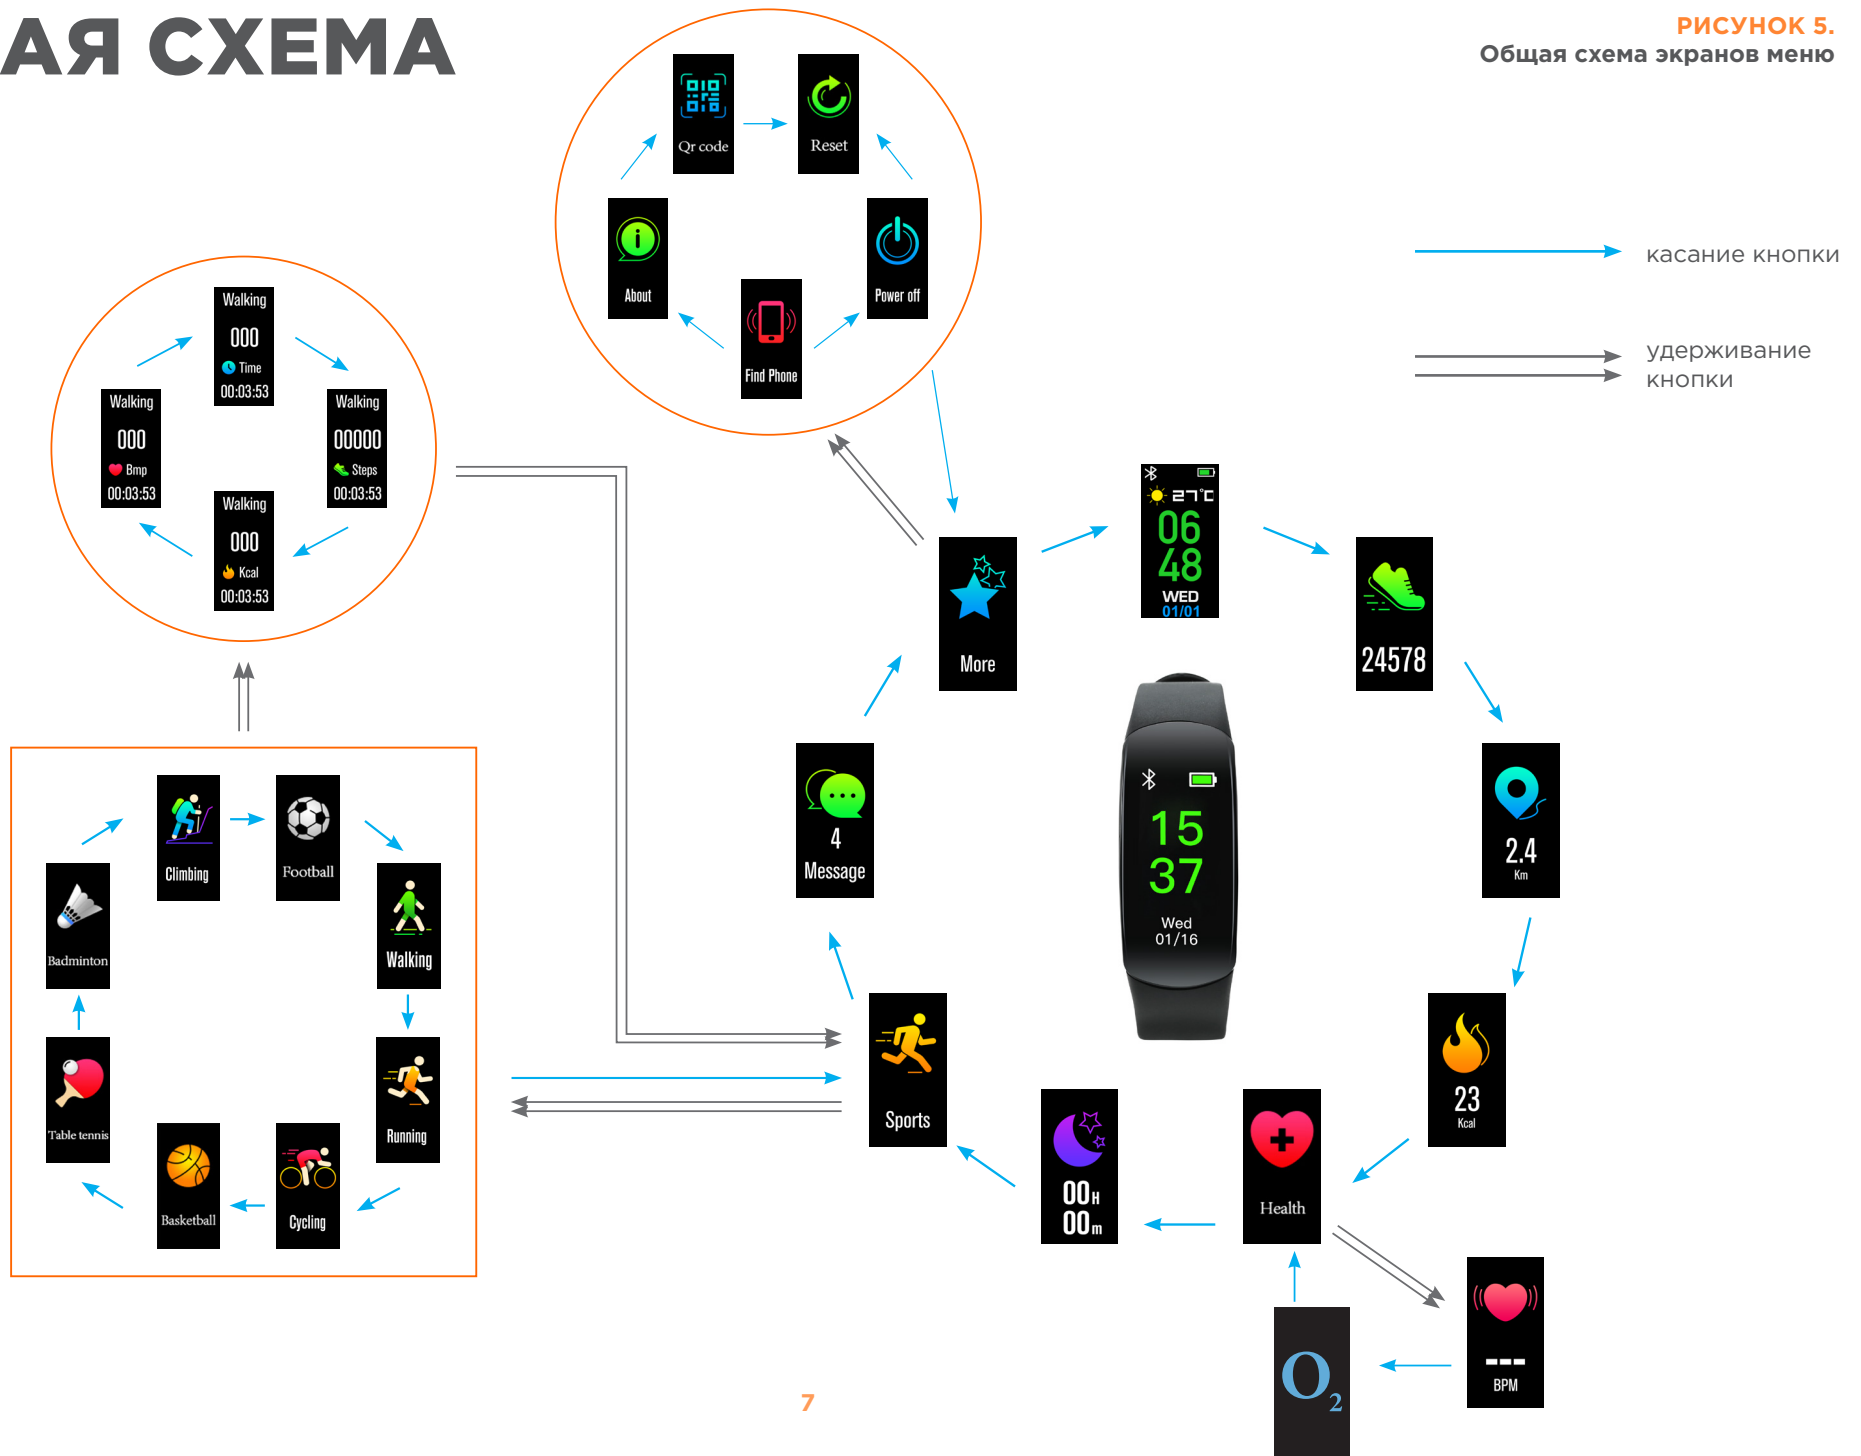 АЯ СХЕМА
РИСУНОК 5.
Общая схема экранов меню
Qr code
Reset
About
Power off
Find Phone
касание кнопки
удерживание
кнопки
Walking
000
Time
00:03:53
Walking
000
Bmp
00:03:53
Walking
00000
Steps
00:03:53
Walking
000
Kcal
00:03:53
27°C
06
48
WED
01/01
More
24578
15
37
Wed
01/16
4
Message
2.4
Km
Climbing
Football
Badminton
Walking
Table tennis
Running
Basketball
Cycling
Sports
23
Kcal
00H
00m
Health
---
BPM
O2
7